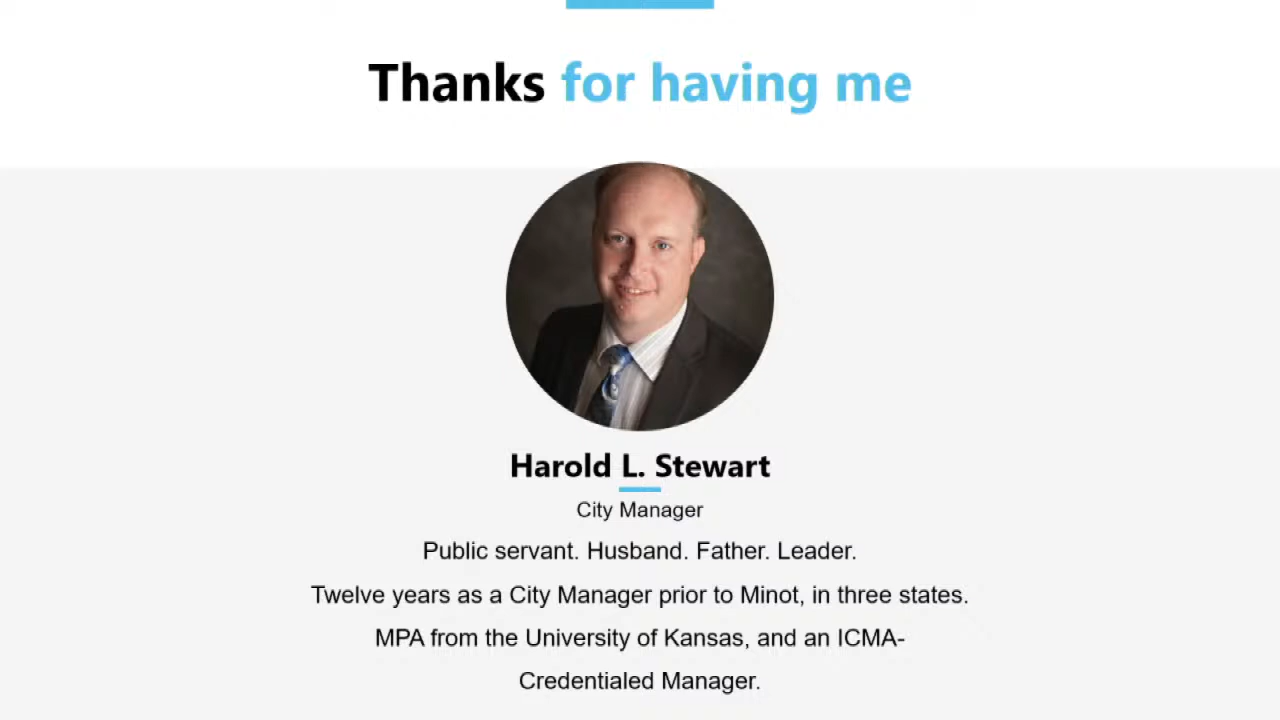 Thanks for having me
Harold L. Stewart
City Manager
Public servant. Husband. Father. Leader.
Twelve years as a City Manager prior to Minot, in three states.
MPA from the University of Kansas, and an ICMA-
Credentialed Manager.